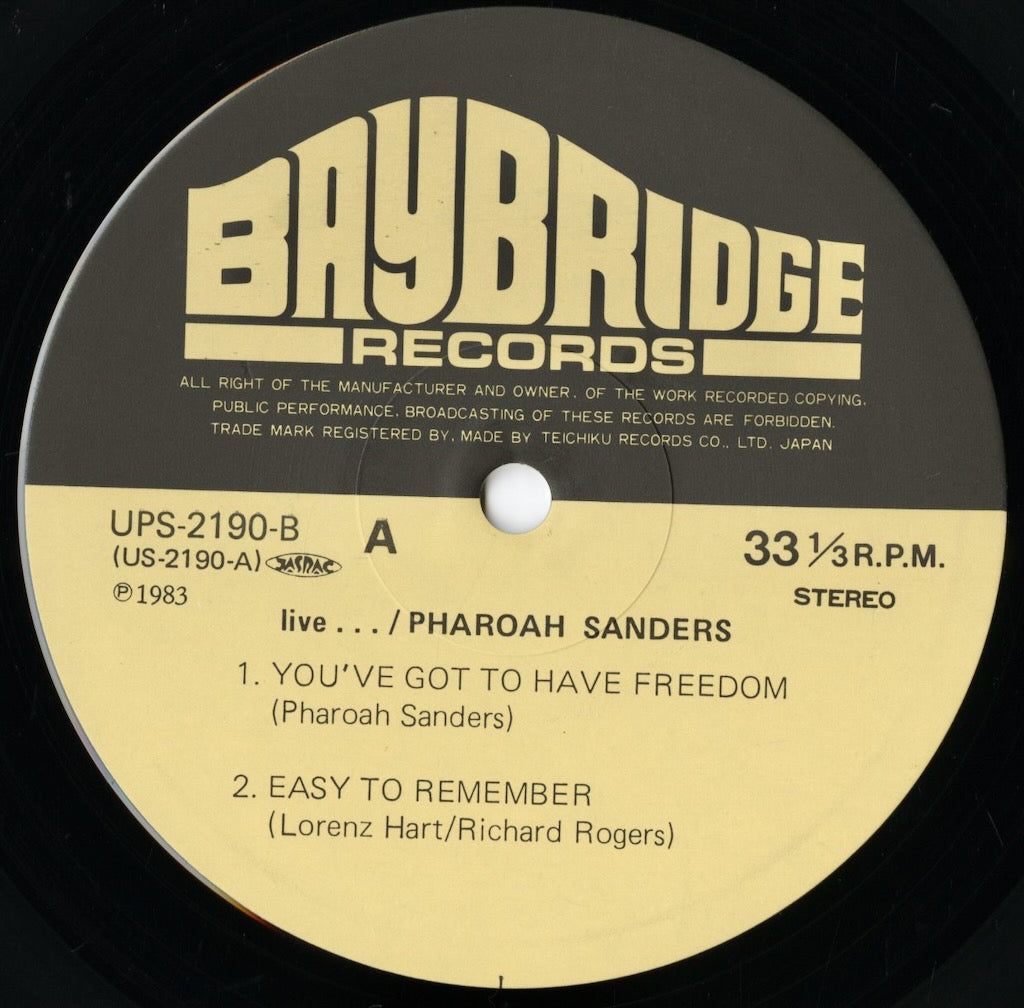 BAYBRIDGE
RECORDS
ALL RIGHT OF THE MANUFACTURER AND OWNER. OF THE WORK RECORDED COPYING.
PUBLIC PERFORMANCE. BROADCASTING OF THESE RECORDS ARE FORBIDDEN.
TRADE MARK REGISTERED BY. MADE BY TEICHIKU RECORDS CO., LTD. JAPAN
UPS-2190-B
(US-2190-A) JASRAC
℗1983
A
33 1/3 R.P.M.
STEREO
live... / PHAROAH SANDERS
1. YOU'VE GOT TO HAVE FREEDOM
(Pharoah Sanders)
2. EASY TO REMEMBER
(Lorenz Hart/Richard Rogers)